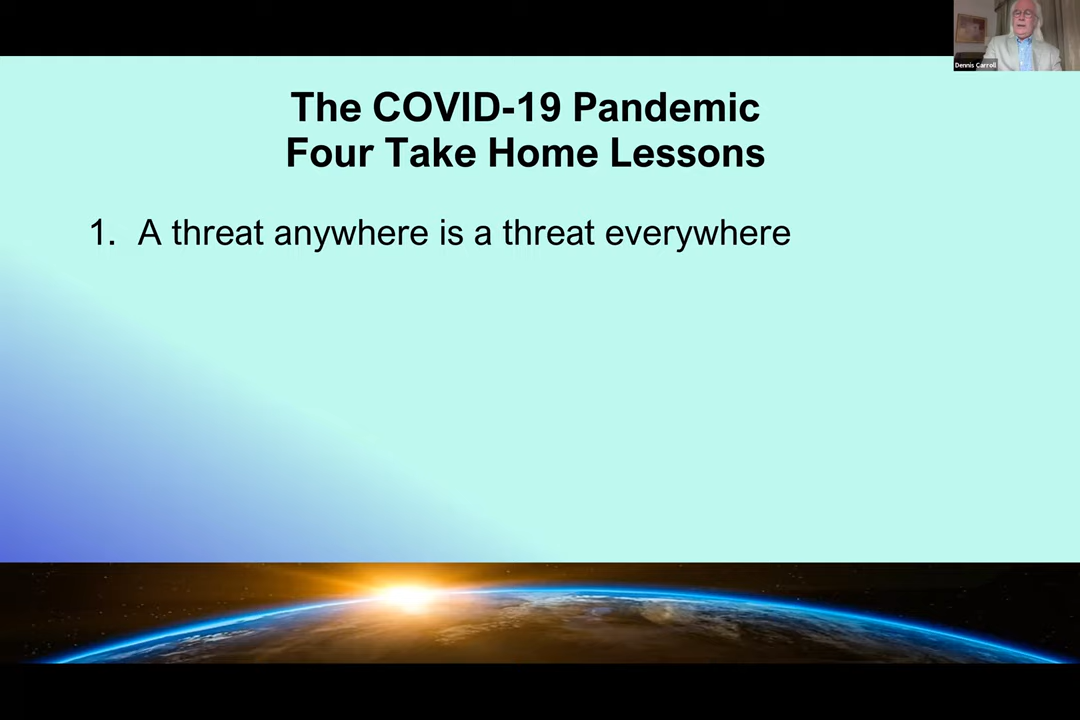 Dennis Carroll
The COVID-19 Pandemic
Four Take Home Lessons
1. A threat anywhere is a threat everywhere